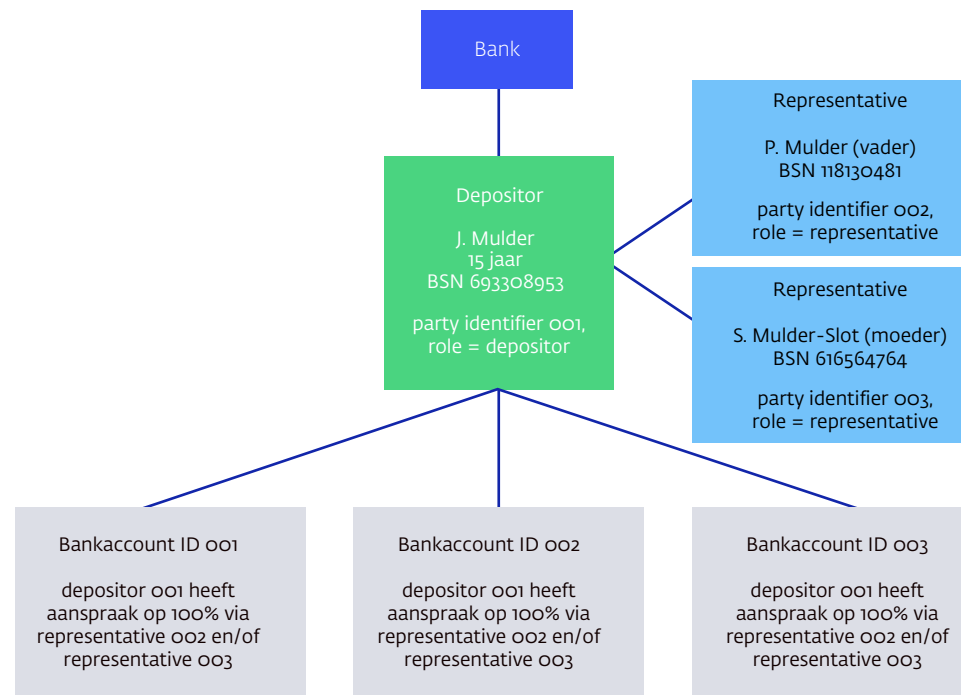 Bank
Representative
P. Mulder (vader)
BSN 118130481
party identifier 002,
role = representative
Depositor
J. Mulder
15 jaar
BSN 693308953
party identifier 001,
role = depositor
Representative
S. Mulder-Slot (moeder)
BSN 616564764
party identifier 003,
role = representative
Bankaccount ID 001
depositor 001 heeft
aanspraak op 100% via
representative 002 en/of
representative 003
Bankaccount ID 002
depositor 001 heeft
aanspraak op 100% via
representative 002 en/of
representative 003
Bankaccount ID 003
depositor 001 heeft
aanspraak op 100% via
representative 002 en/of
representative 003